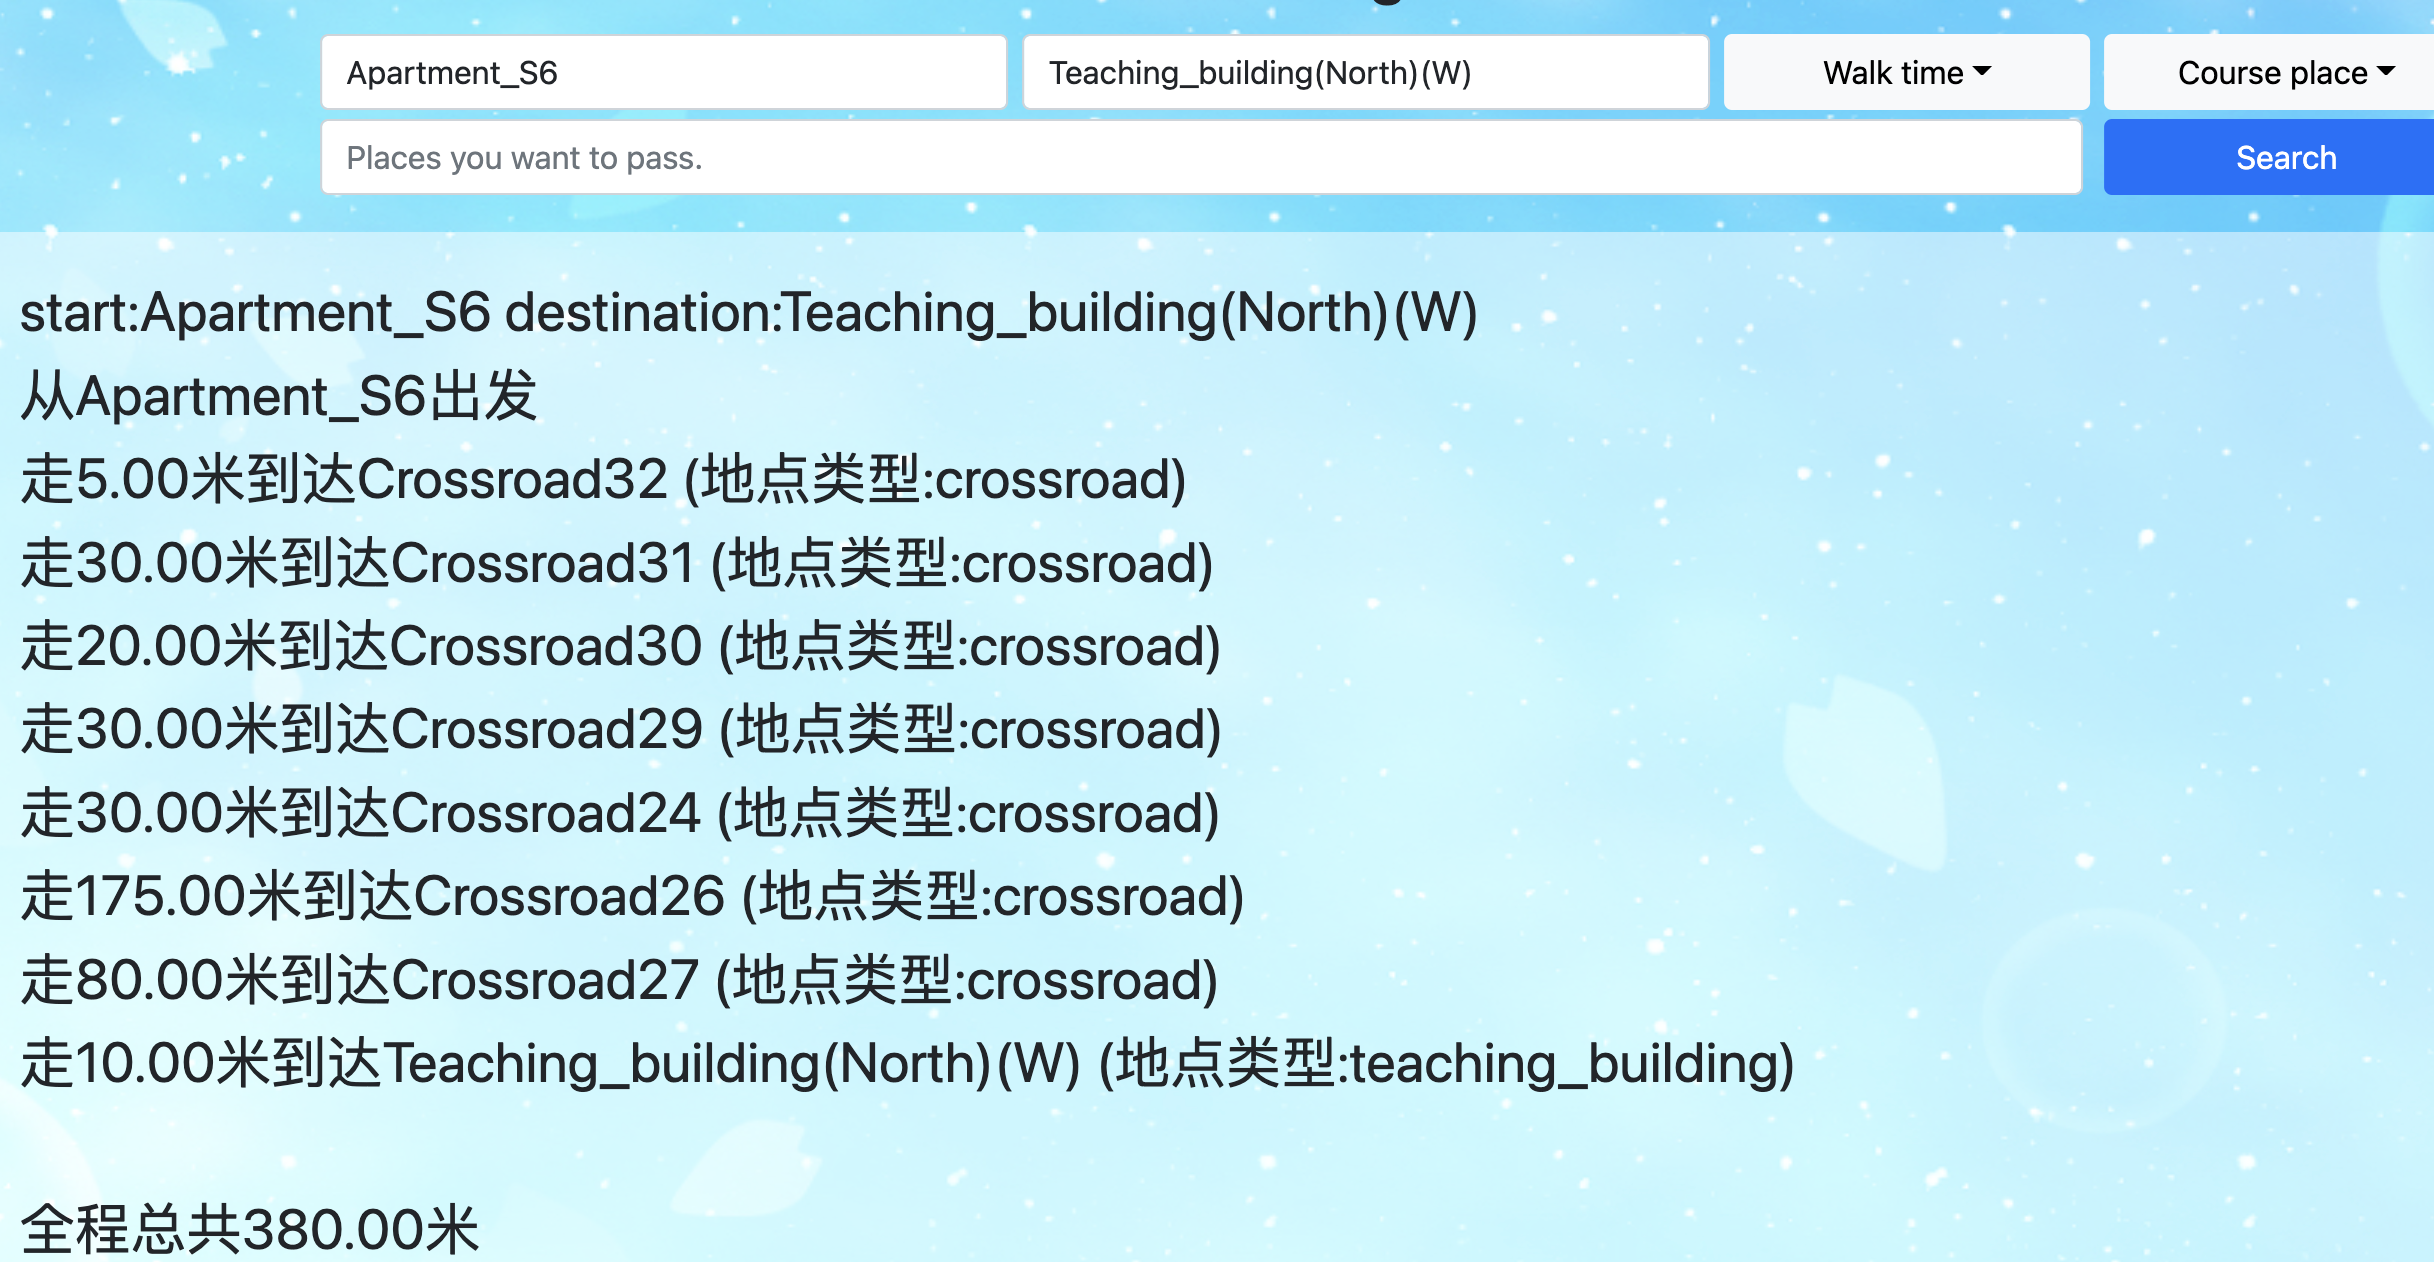 Apartment_S6
Teaching_building(North)(W)
Walk time
Course place
Places you want to pass.
Search
start:Apartment_S6 destination:Teaching_building(North)(W)
从Apartment_S6出发
走5.00米到达Crossroad32 (地点类型:crossroad)
走30.00米到达Crossroad31 (地点类型:crossroad)
走20.00米到达Crossroad30 (地点类型:crossroad)
走30.00米到达Crossroad29 (地点类型:crossroad)
走30.00米到达Crossroad24 (地点类型:crossroad)
走175.00米到达Crossroad26 (地点类型:crossroad)
走80.00米到达Crossroad27 (地点类型:crossroad)
走10.00米到达Teaching_building(North)(W) (地点类型:teaching_building)
全程总共380.00米